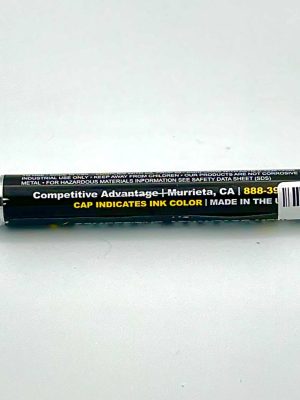 INDUSTRIAL USE ONLY • KEEP AWAY FROM CHILDREN • OUR PRODUCTS ARE NON CORROSIVE
METAL • FOR HAZARDOUS MATERIALS INFORMATION SEE SAFETY DATA SHEET (SDS)
Competitive Advantage | Murrieta, CA | 888-39
CAP INDICATES INK COLOR | MADE IN THE U